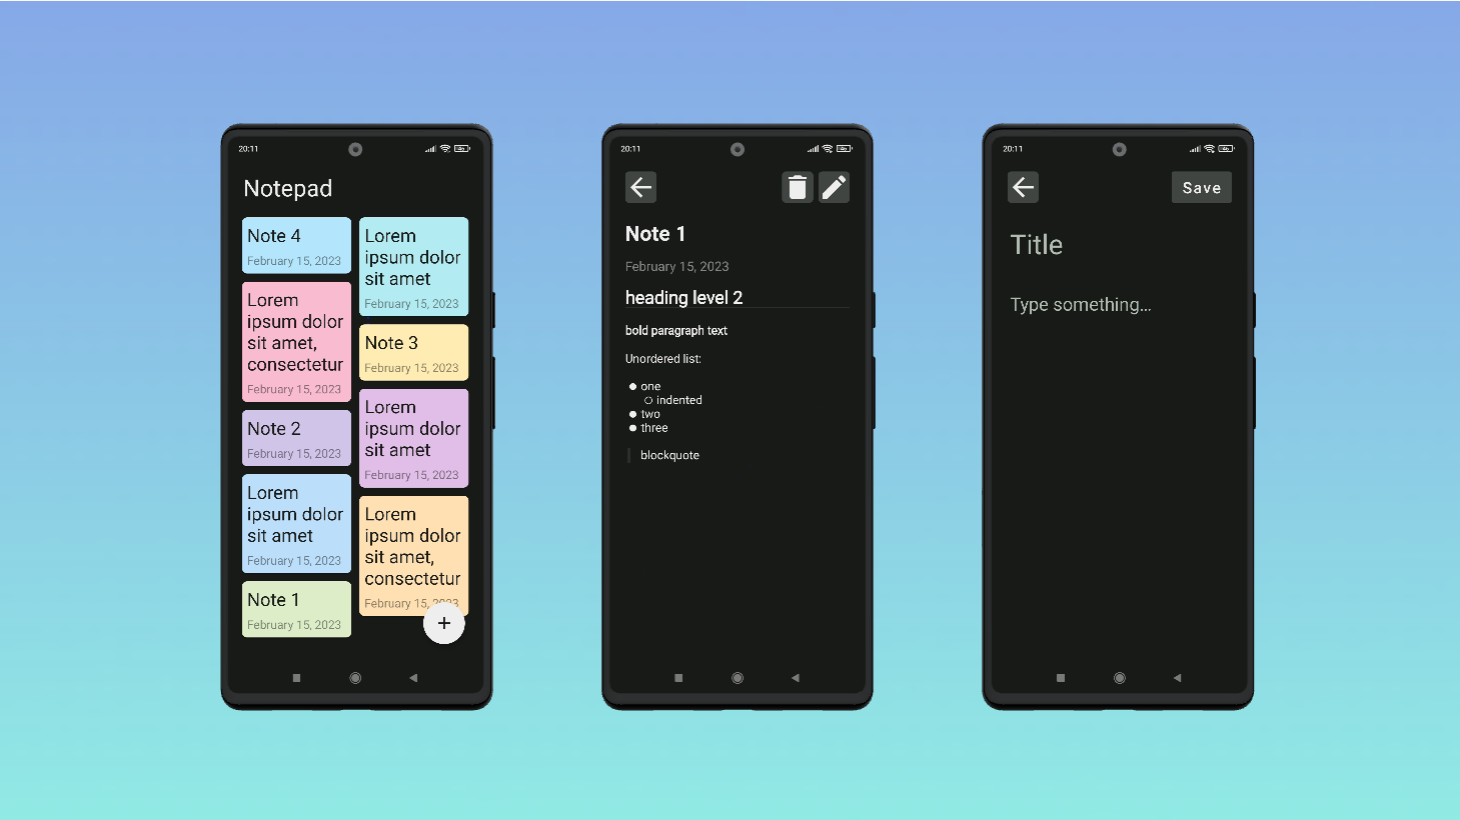 20:11
Notepad
Note 4
February 15, 2023
Lorem
ipsum dolor
sit amet,
consectetur
February 15, 2023
Note 2
February 15, 2023
Lorem
ipsum dolor
sit amet
February 15, 2023
Note 1
February 15, 2023
Lorem
ipsum dolor
sit amet
February 15, 2023
Note 3
February 15, 2023
Lorem
ipsum dolor
sit amet
February 15, 2023
Lorem
ipsum dolor
sit amet,
consectetur
February 15, 2023
+
20:11
Note 1
February 15, 2023
heading level 2
bold paragraph text
Unordered list:
one
indented
two
three
blockquote
20:11
Save
Title
Type something...